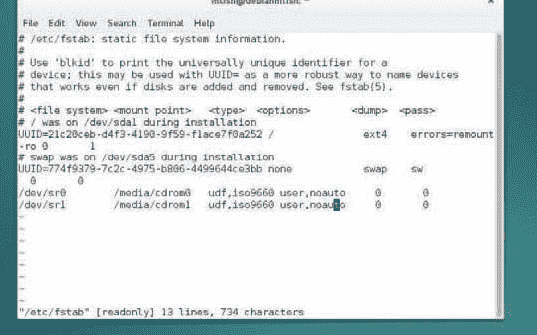 File Edit View Search Terminal Help
# /etc/fstab: static file system information.
#
# Use 'blkid' to print the universally unique identifier for a
# device; this may be used with UUID= as a more robust way to name devices
# that works even if disks are added and removed. See fstab(5).
#
# <file system> <mount point> <type> <options> <dump> <pass>
# / was on /dev/sda1 during installation
UUID=21c20ceb-d4f3-4190-9f59-f1ace7f0a252 / ext4 errors=remount
-ro 0 1
# swap was on /dev/sda5 during installation
UUID=774f9379-7c2c-4975-b806-4499644ce3bb none swap sw
0 0
/dev/sr0 /media/cdrom0 udf,iso9660 user,noauto 0 0
/dev/sr1 /media/cdrom1 udf,iso9660 user,noauto 0 0
~
~
~
~
~
~
~
~
"/etc/fstab" [readonly] 13 lines, 734 characters